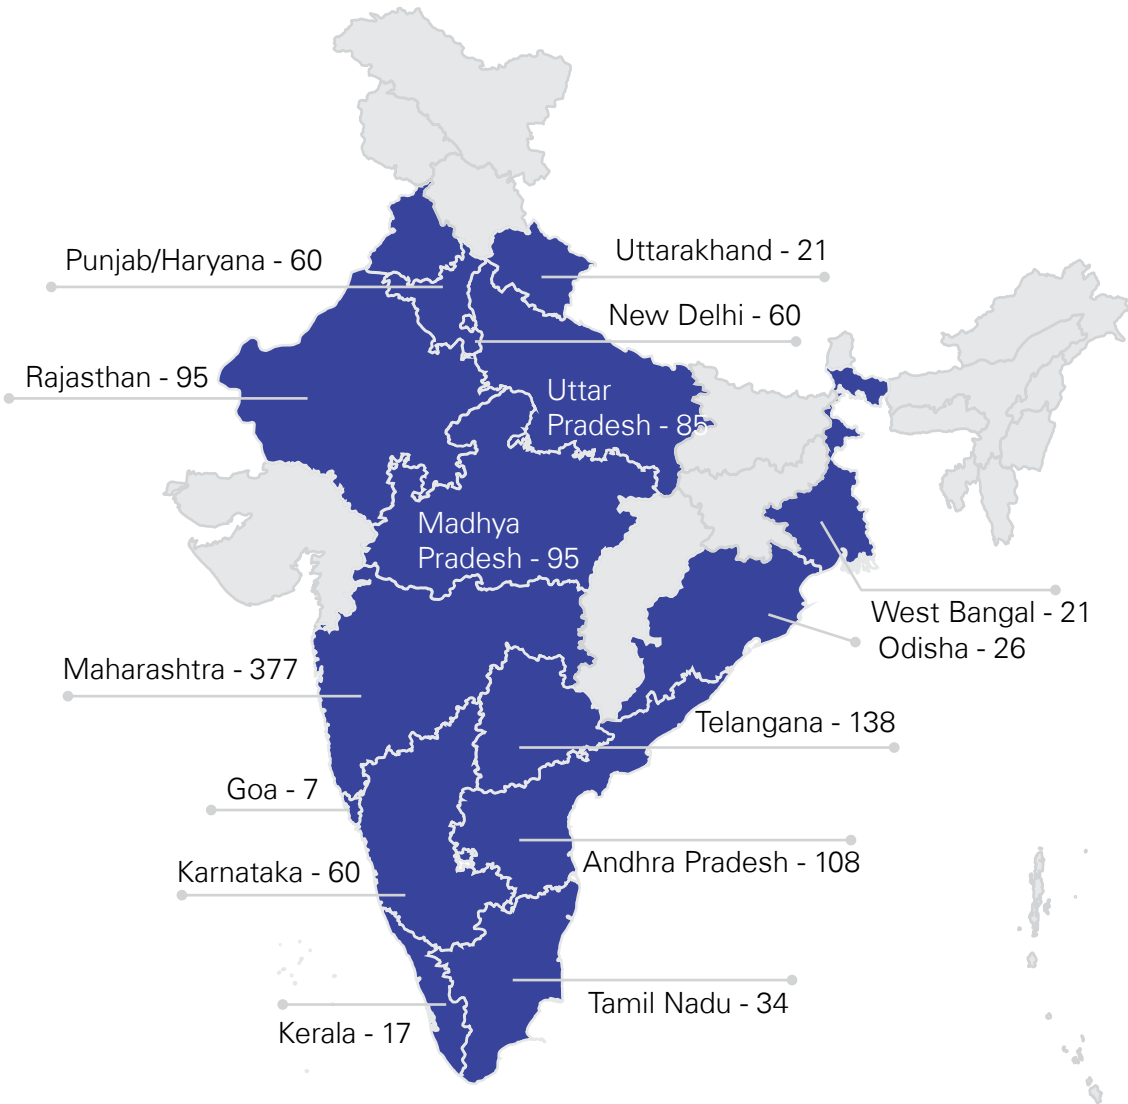 Punjab/Haryana - 60
Uttarakhand - 21
New Delhi - 60
Rajasthan - 95
Uttar
Pradesh - 85
Madhya
Pradesh - 95
West Bangal - 21
Odisha - 26
Maharashtra - 377
Telangana - 138
Goa - 7
Andhra Pradesh - 108
Karnataka - 60
Tamil Nadu - 34
Kerala - 17